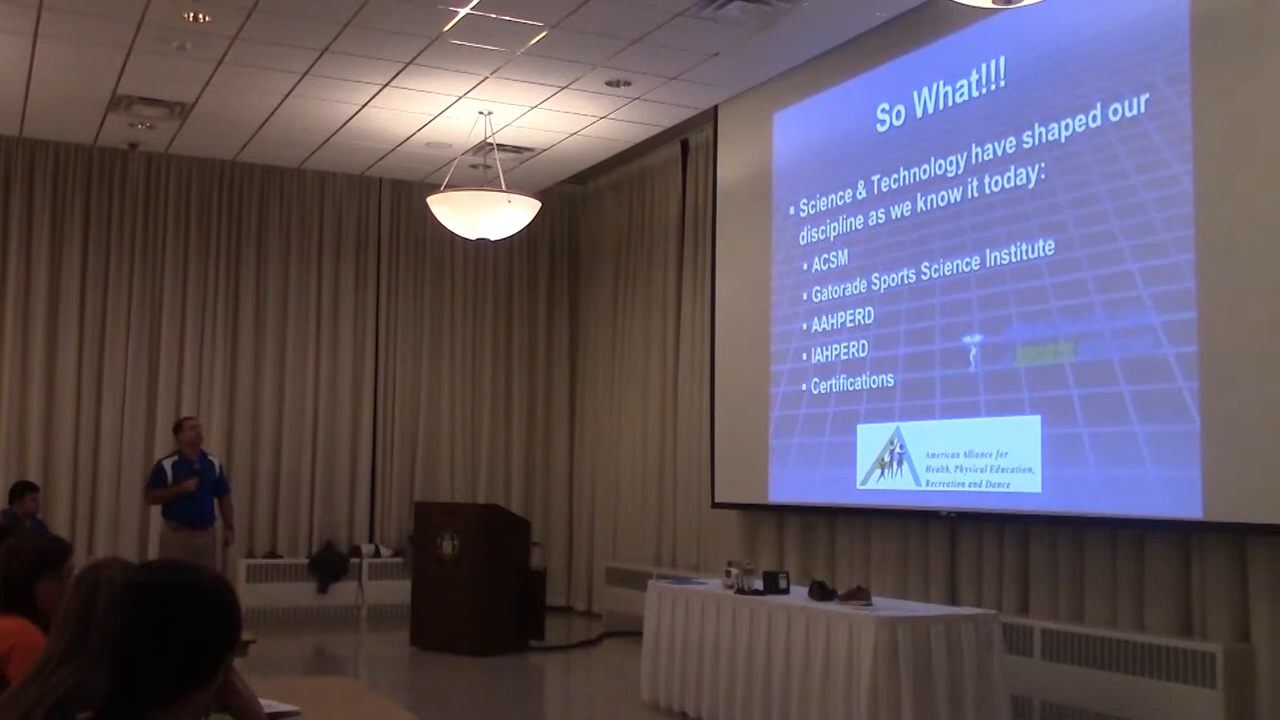 So What!!!
▪ Science & Technology have shaped our
discipline as we know it today:
▪ ACSM
▪ Gatorade Sports Science Institute
▪ AAHPERD
▪ IAHPERD
▪ Certifications
American Alliance for
Health, Physical Education,
Recreation and Dance